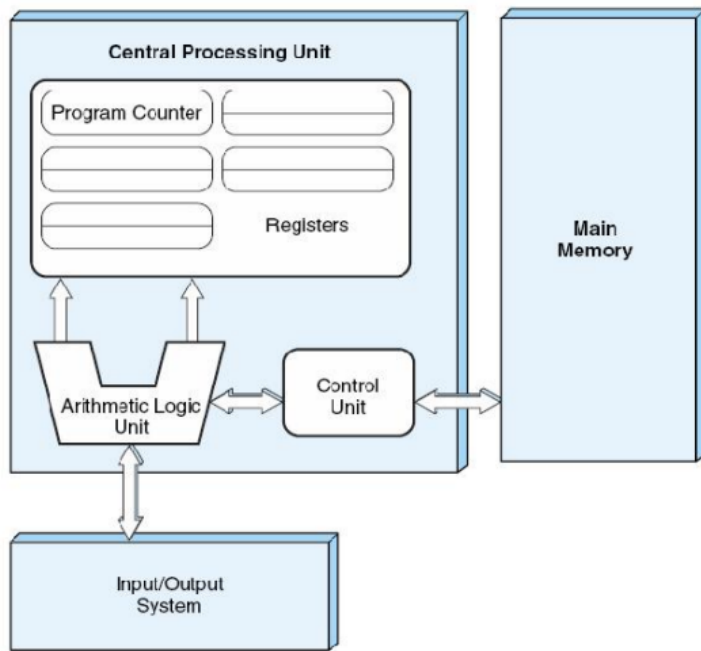 Central Processing Unit
Program Counter
Registers
Main
Memory
Arithmetic Logic
Unit
Control
Unit
Input/Output
System